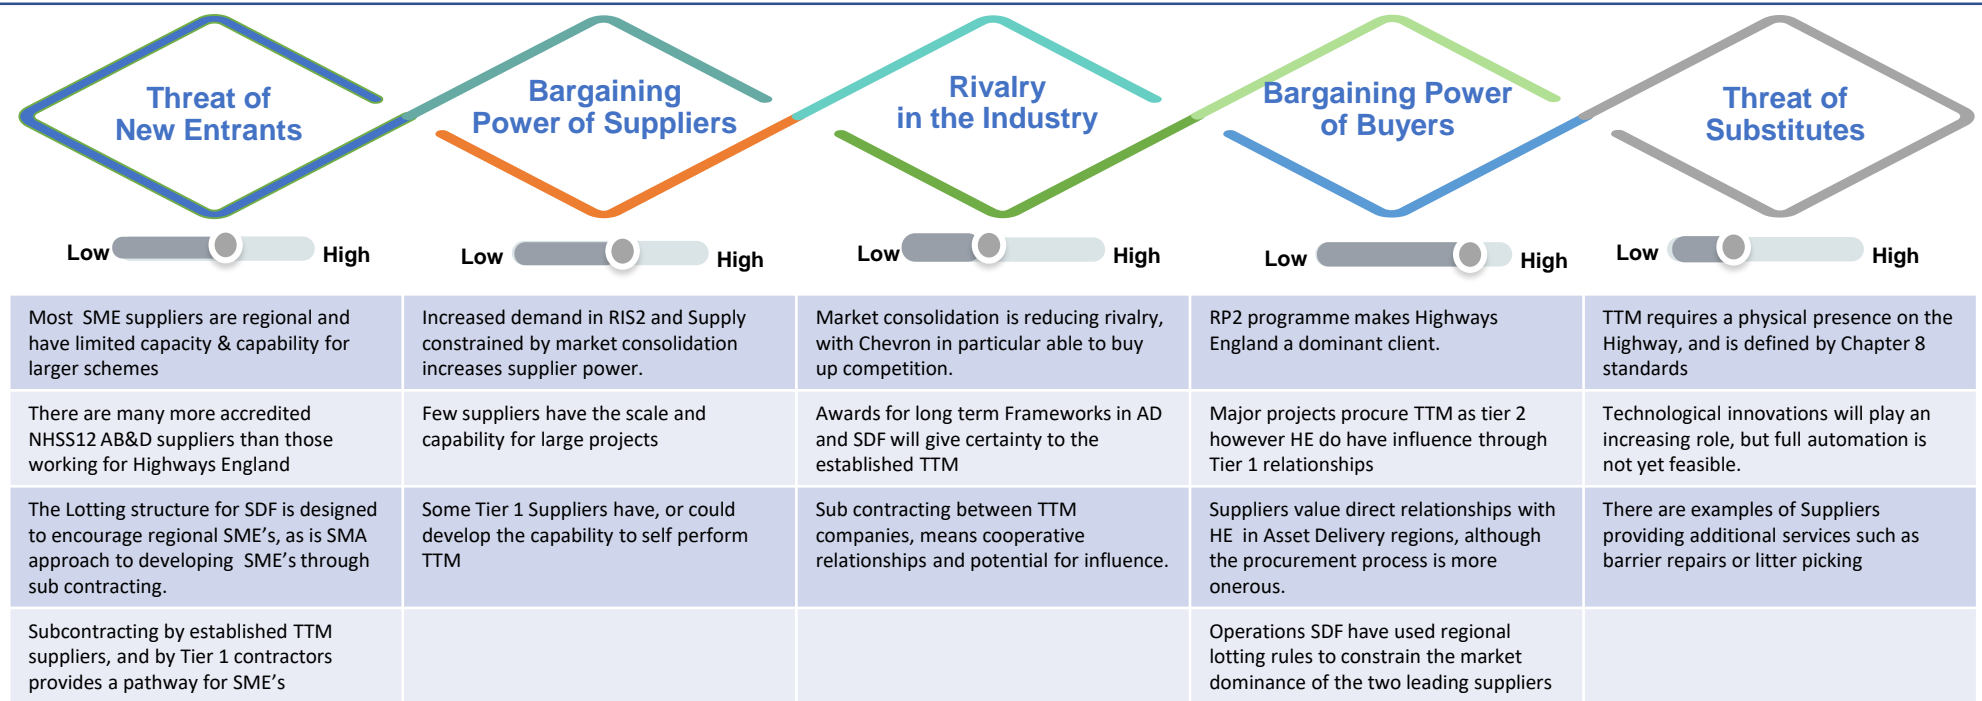 Threat of
New Entrants
Bargaining
Power of Suppliers
Rivalry
in the Industry
Bargaining Power
of Buyers
Threat of
Substitutes
Low
High
Low
High
Low
High
Low
High
Low
High
Most SME suppliers are regional and
have limited capacity & capability for
larger schemes
Increased demand in RIS2 and Supply
constrained by market consolidation
increases supplier power.
Market consolidation is reducing rivalry,
with Chevron in particular able to buy
up competition.
RP2 programme makes Highways
England a dominant client.
TTM requires a physical presence on the
Highway, and is defined by Chapter 8
standards
There are many more accredited
NHSS12 AB&D suppliers than those
working for Highways England
Few suppliers have the scale and
capability for large projects
Awards for long term Frameworks in AD
and SDF will give certainty to the
established TTM
Major projects procure TTM as tier 2
however HE do have influence through
Tier 1 relationships
Technological innovations will play an
increasing role, but full automation is
not yet feasible.
The Lotting structure for SDF is designed
to encourage regional SME's, as is SMA
approach to developing SME's through
sub contracting.
Some Tier 1 Suppliers have, or could
develop the capability to self perform
TTM
Sub contracting between TTM
companies, means cooperative
relationships and potential for influence.
Suppliers value direct relationships with
HE in Asset Delivery regions, although
the procurement process is more
onerous.
There are examples of Suppliers
providing additional services such as
barrier repairs or litter picking
Subcontracting by established TTM
suppliers, and by Tier 1 contractors
provides a pathway for SME's
Operations SDF have used regional
lotting rules to constrain the market
dominance of the two leading suppliers